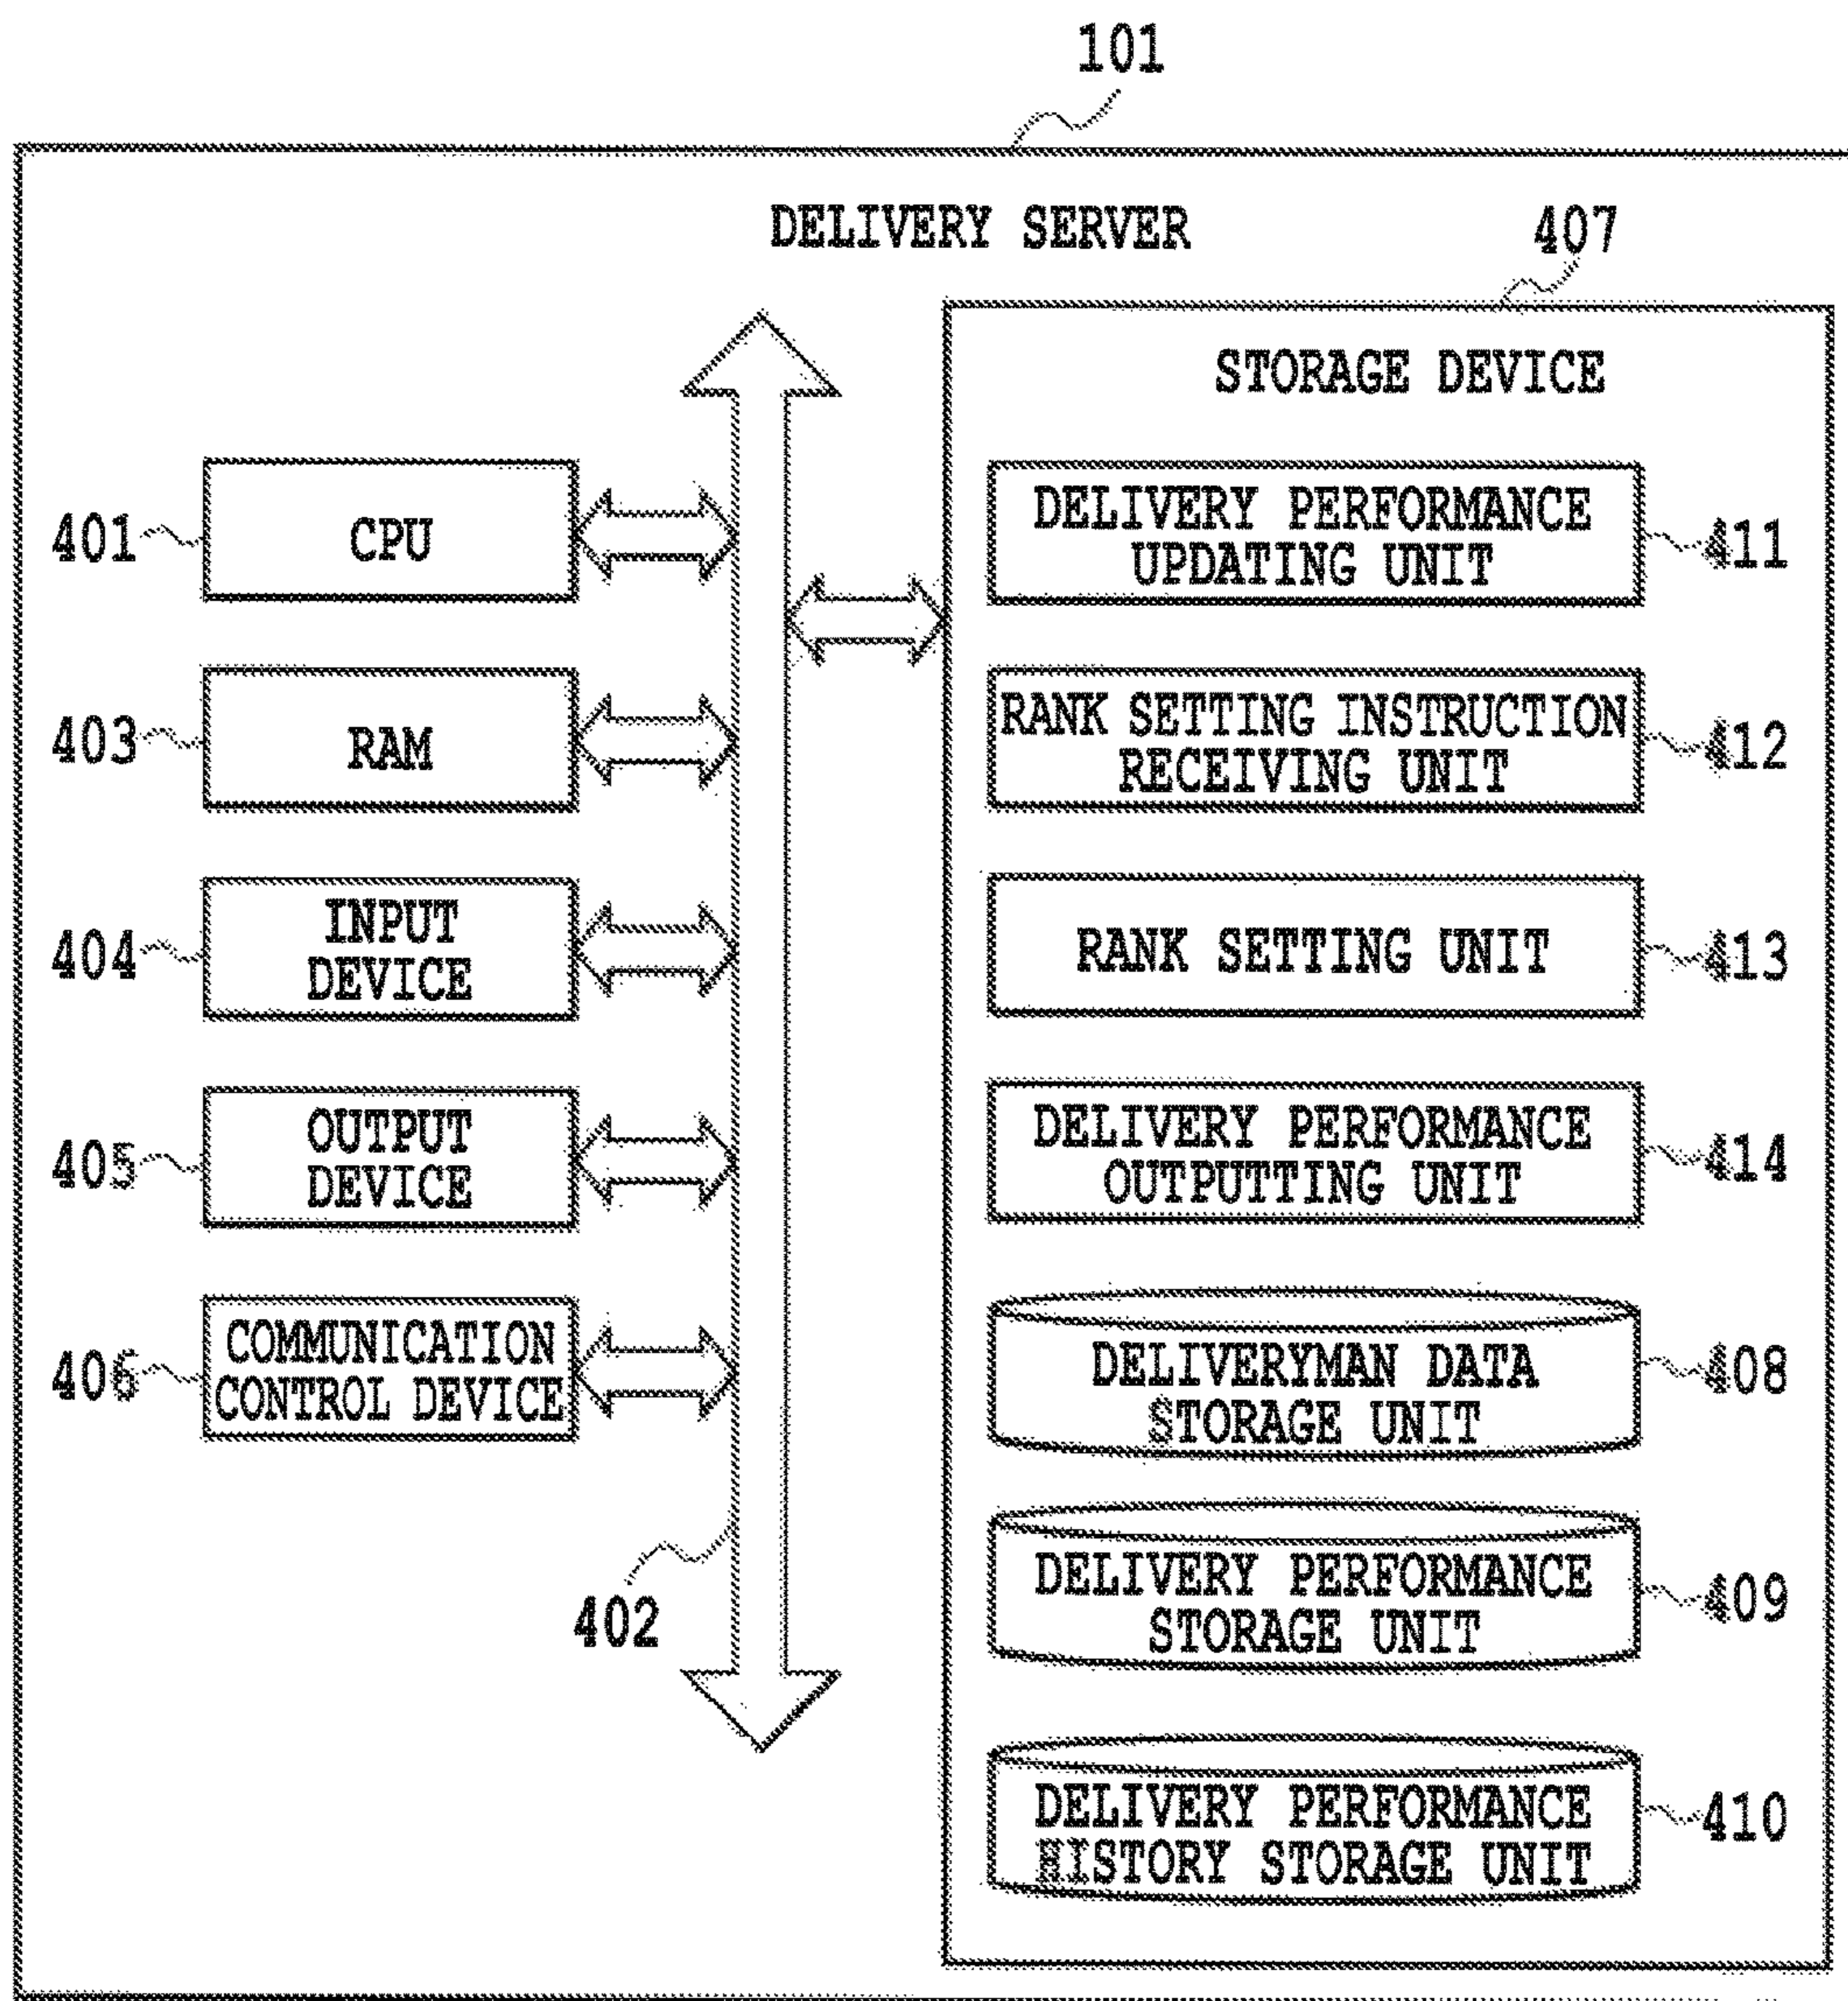 101
DELIVERY SERVER
407
STORAGE DEVICE
401
CPU
403
RAM
404
INPUT
DEVICE
405
OUTPUT
DEVICE
406
COMMUNICATION
CONTROL DEVICE
402
DELIVERY PERFORMANCE
UPDATING UNIT
411
RANK SETTING INSTRUCTION
RECEIVING UNIT
412
RANK SETTING UNIT
413
DELIVERY PERFORMANCE
OUTPUTTING UNIT
414
DELIVERYMAN DATA
STORAGE UNIT
408
DELIVERY PERFORMANCE
STORAGE UNIT
409
DELIVERY PERFORMANCE
HISTORY STORAGE UNIT
410